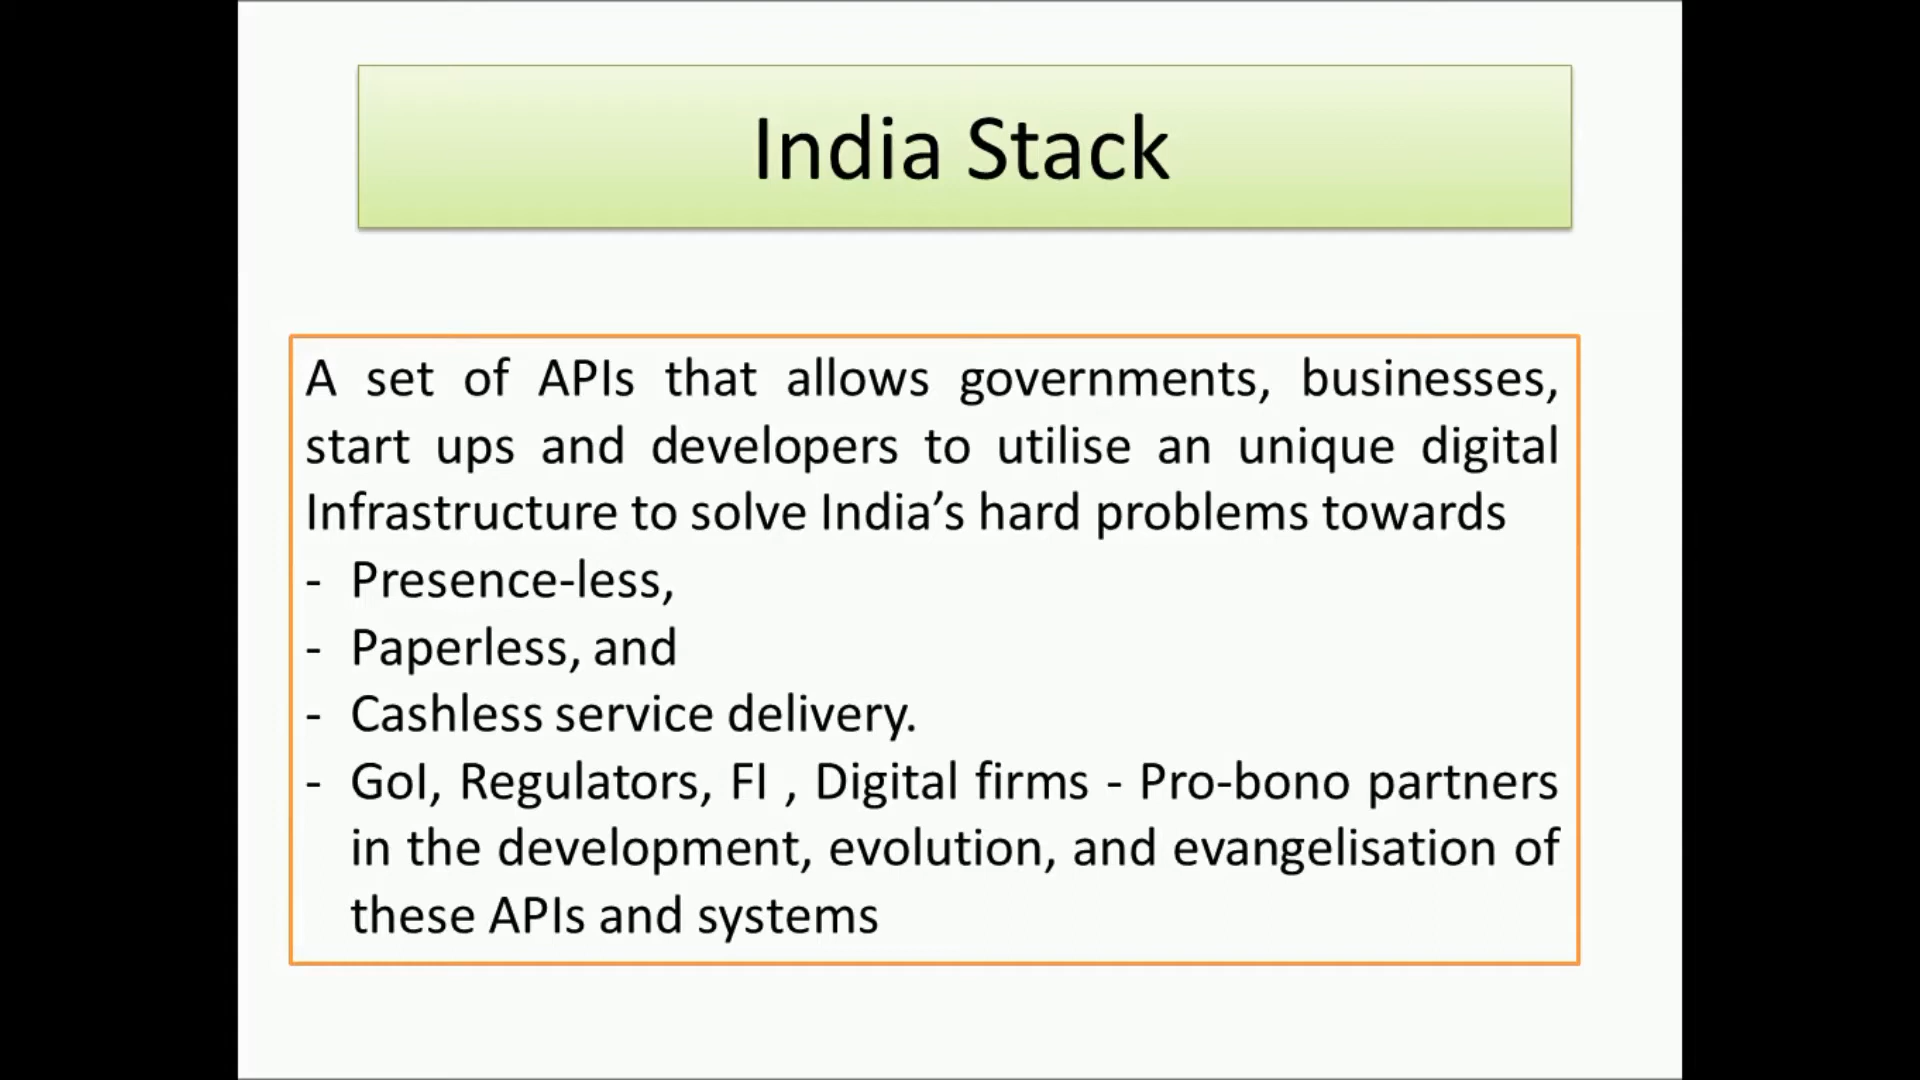 India Stack
A set of APIs that allows governments, businesses,
start ups and developers to utilise an unique digital
Infrastructure to solve India’s hard problems towards
- Presence-less,
- Paperless, and
- Cashless service delivery.
- GoI, Regulators, FI , Digital firms - Pro-bono partners
in the development, evolution, and evangelisation of
these APIs and systems